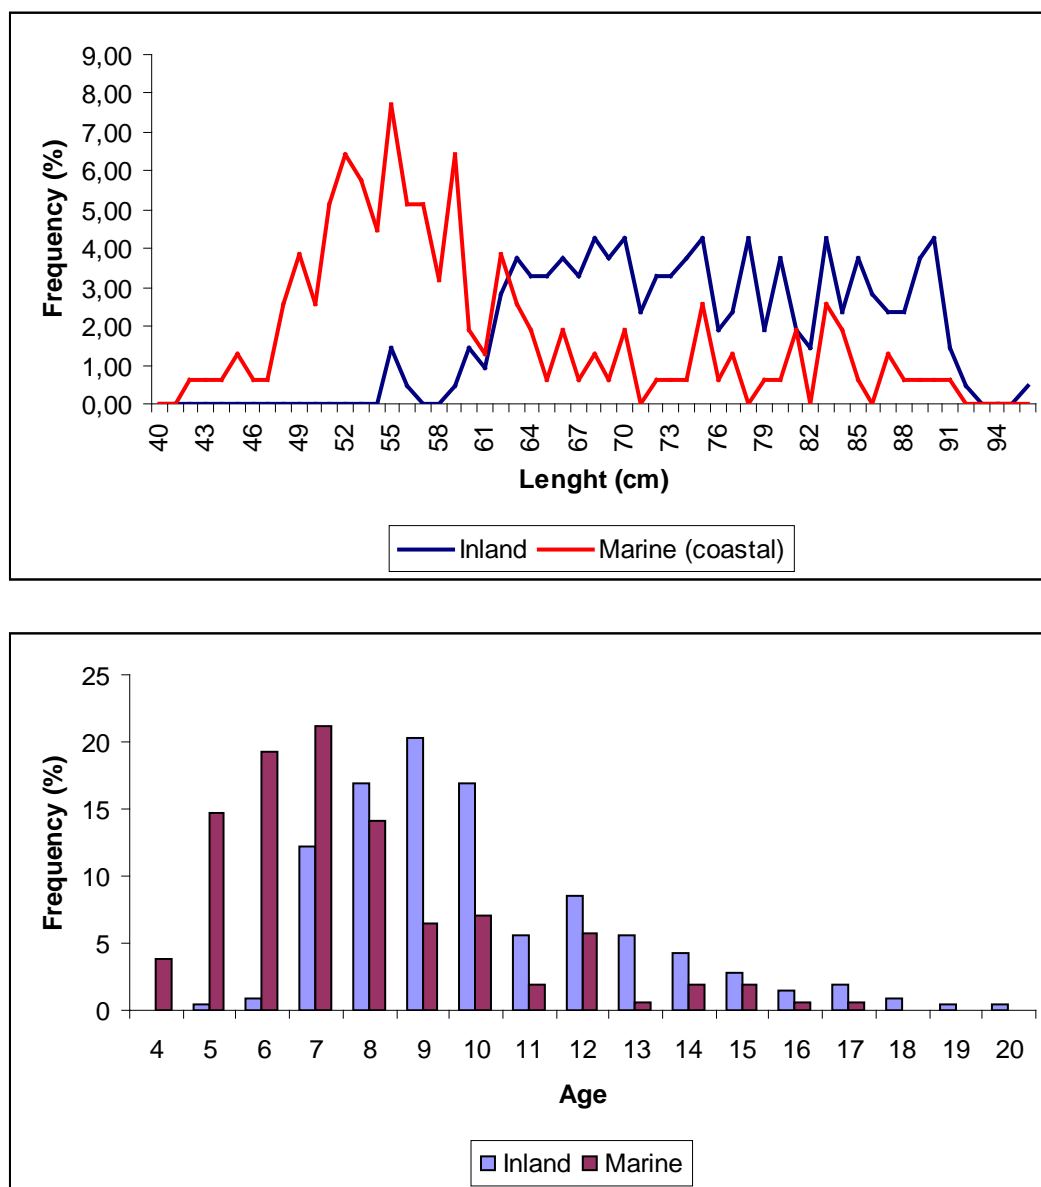 9,00
8,00
7,00
6,00
5,00
4,00
3,00
2,00
1,00
0,00
Frequency (%)
40 43 46 49 52 55 58 61 64 67 70 73 76 79 82 85 88 91 94
Lenght (cm)
Inland Marine (coastal)
25
20
15
10
5
0
Frequency (%)
4 5 6 7 8 9 10 11 12 13 14 15 16 17 18 19 20
Age
Inland Marine